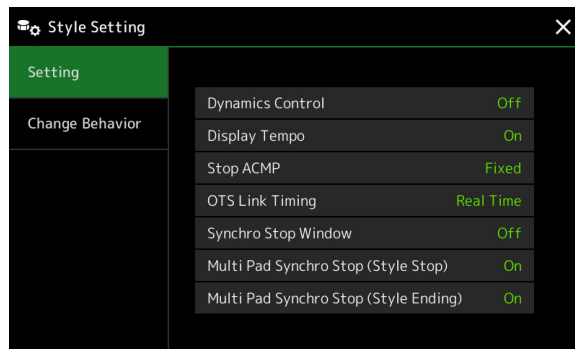 Style Setting
Setting
Change Behavior
Dynamics Control Off
Display Tempo On
Stop ACMP Fixed
OTS Link Timing Real Time
Synchro Stop Window Off
Multi Pad Synchro Stop (Style Stop) On
Multi Pad Synchro Stop (Style Ending) On